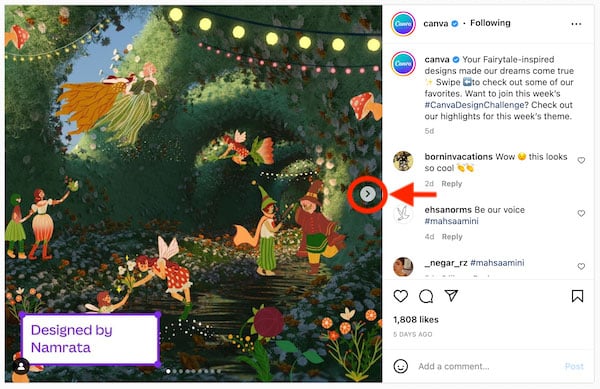 Designed by
Namrata
Canva
canva • Following
Canva
canva Your Fairytale-inspired
designs made our dreams come true
✨ Swipe ⬅️to check out some of our
favorites. Want to join this week's
#CanvaDesignChallenge? Check out
our highlights for this week's theme.
5d
borninvacations Wow 😍 this looks
so cool 👏👏
2d Reply
ehsanorms Be our voice
#mahsaamini
4d Reply
_negar_rz #mahsaamini
1,808 likes
5 DAYS AGO
Add a comment...
Post